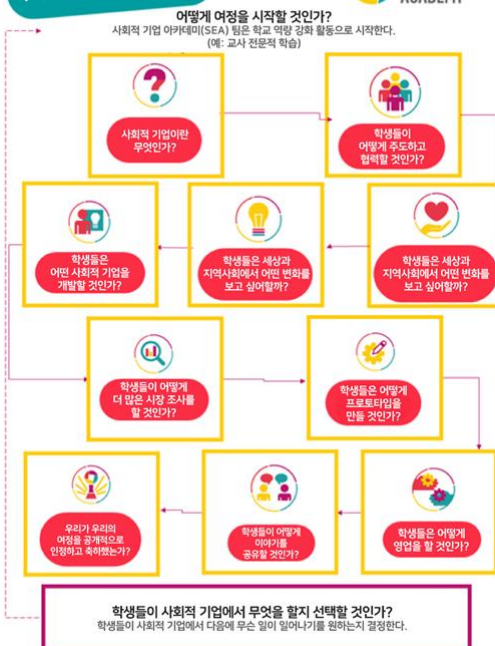 ACADEMY
어떻게 여정을 시작할 것인가?
사회적 기업 아카데미(SEA) 팀은 학교 역량 강화 활동으로 시작한다.
(예: 교사 전문적 학습)
사회적 기업이란
무엇인가?
학생들이
어떻게 주도하고
협력할 것인가?
학생들은 세상과
지역사회에서 어떤 변화를
보고 싶어할까?
학생들은 세상과
지역사회에서 어떤 변화를
보고 싶어할까?
학생들은
어떤 사회적 기업을
개발할 것인가?
학생들이 어떻게
더 많은 시장 조사를
할 것인가?
학생들은 어떻게
프로토타입을
만들 것인가?
학생들은 어떻게
영업을 할 것인가?
학생들이 어떻게
이야기를
공유할 것인가?
우리가 우리의
여정을 공개적으로
인정하고 축하했는가?
학생들이 사회적 기업에서 무엇을 할지 선택할 것인가?
학생들이 사회적 기업에서 다음에 무슨 일이 일어나기를 원하는지 결정한다.